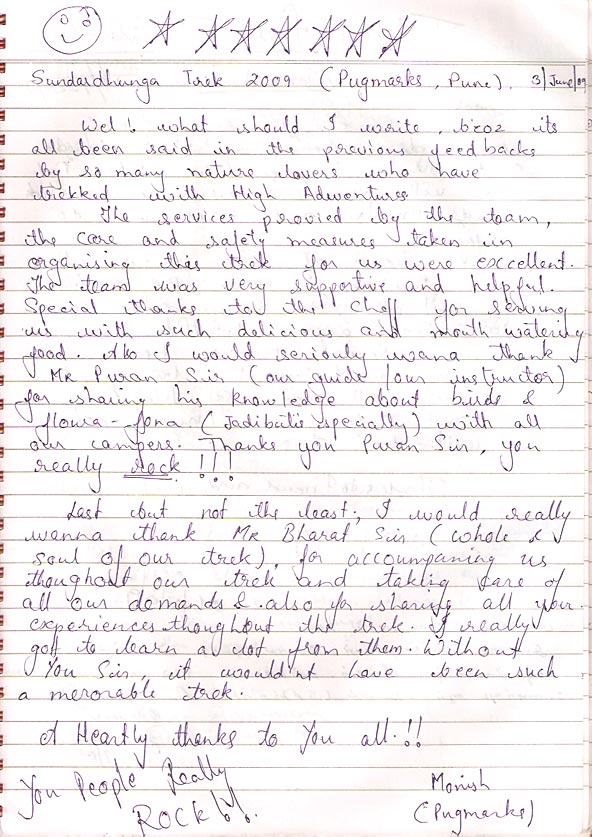 Sundardhunga Trek 2009 (Pugmarks, Pune). 3/June/09
Wel! what should I write, bcoz its
all been said in the previous feedbacks
by so many nature lovers who have
trekked with High Adventures
The services provied by the team,
the care and safety measures taken in
organising this trek for us were excellent.
The team was very supportive and helpful.
Special thanks to the Cheff for serving
us with such delicious and mouth watering
food. Also I would seriouly wana thank
Mr Puran Sir (our guide / our instructor)
for sharing his knowledge about birds &
floura-fona (Jadibutis specially) with all
our campers. Thanks you Puran Sir, you
really rock !!!
Last but not the least, I would really
wanna thank Mr Bharat Sir (whole &
soul of our trek), for accompaning us
thoughout our trek and takiig care of
all our demands & also for sharing all your
experiences thoughtout the trek. I really
gott to learn a lot from them. Without
You Sir, it would'nt have been such
a memorable trek.
A Heartly thanks to You all.!!
You People Really
ROCK!!.
Monish
(Pugmarks)